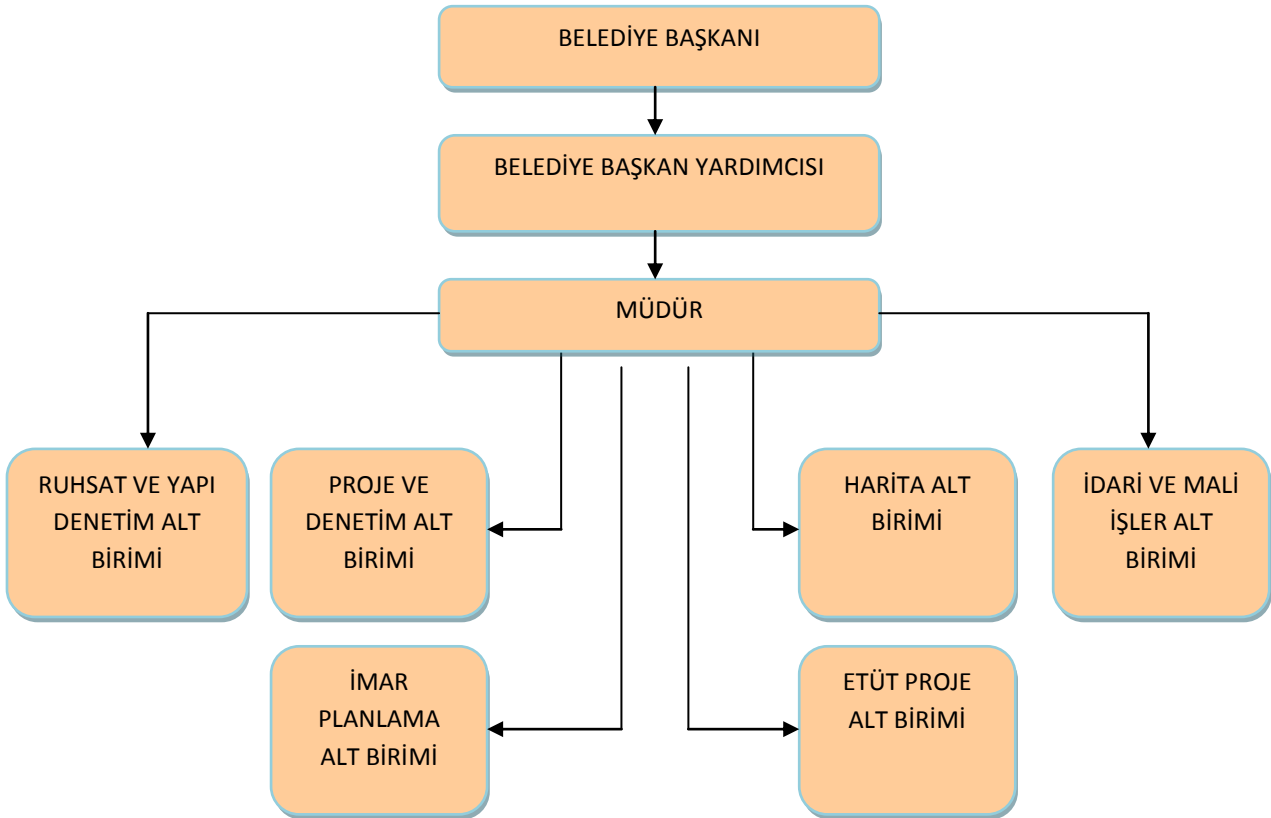 BELEDİYE BAŞKANI
BELEDİYE BAŞKAN YARDIMCISI
MÜDÜR
RUHSAT VE YAPI
DENETİM ALT
BİRİMİ
PROJE VE
DENETİM ALT
BİRİMİ
HARİTA ALT
BİRİMİ
İDARİ VE MALİ
İŞLER ALT
BİRİMİ
İMAR
PLANLAMA
ALT BİRİMİ
ETÜT PROJE
ALT BİRİMİ